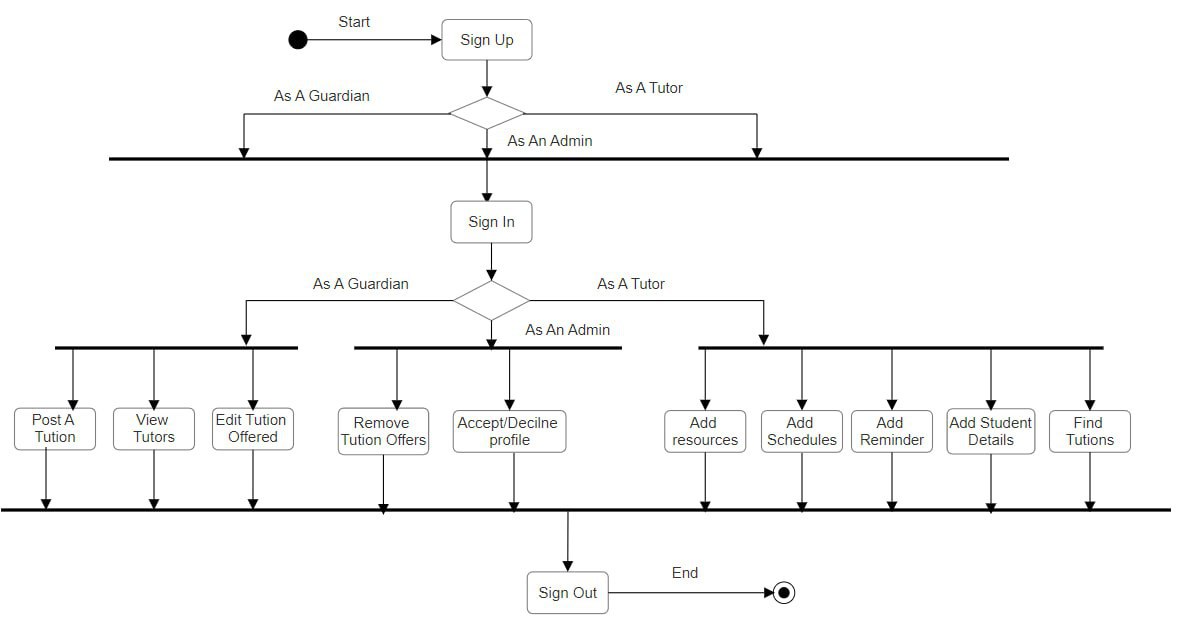 Start
Sign Up
As A Guardian
As A Tutor
As An Admin
Sign In
As A Guardian
As A Tutor
As An Admin
Post A
Tution
View
Tutors
Edit Tution
Offered
Remove
Tution Offers
Accept/Decilne
profile
Add
resources
Add
Schedules
Add
Reminder
Add Student
Details
Find
Tutions
Sign Out
End